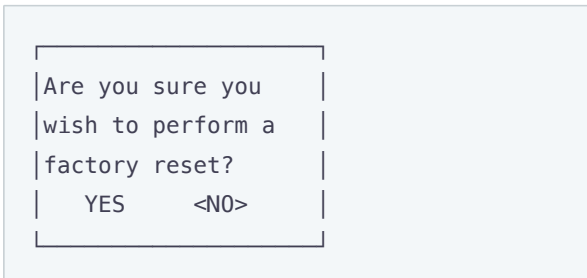 Are you sure you
wish to perform a
factory reset?
YES <NO>